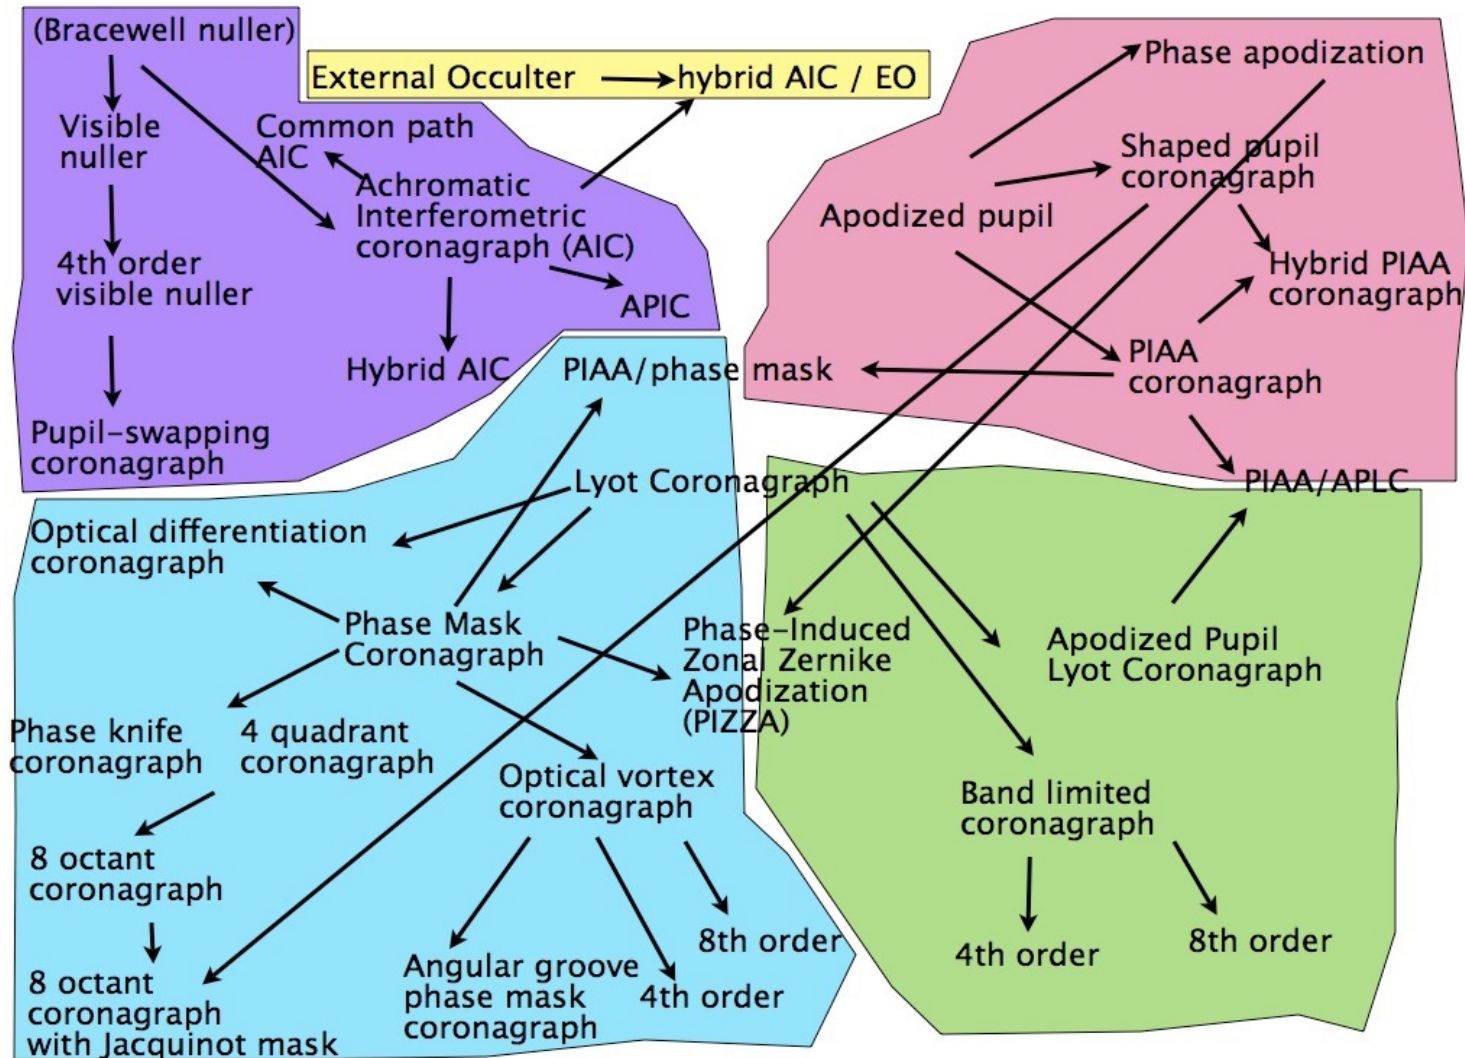 (Bracewell nuller)
External Occulter
hybrid AIC / EO
Phase apodization
Visible
nuller
Common path
AIC
Achromatic
Interferometric
coronagraph (AIC)
Shaped pupil
coronagraph
Apodized pupil
4th order
visible nuller
APIC
Hybrid PIAA
coronagraph
Hybrid AIC
PIAA/phase mask
PIAA
coronagraph
Pupil-swapping
coronagraph
Lyot Coronagraph
PIAA/APLC
Optical differentiation
coronagraph
Phase Mask
Coronagraph
Phase-Induced
Zonal Zernike
Apodization
(PIZZA)
Apodized Pupil
Lyot Coronagraph
Phase knife
coronagraph
4 quadrant
coronagraph
Optical vortex
coronagraph
Band limited
coronagraph
8 octant
coronagraph
8th order
4th order
8th order
Angular groove
phase mask
coronagraph
4th order
8 octant
coronagraph
with Jacquinot mask